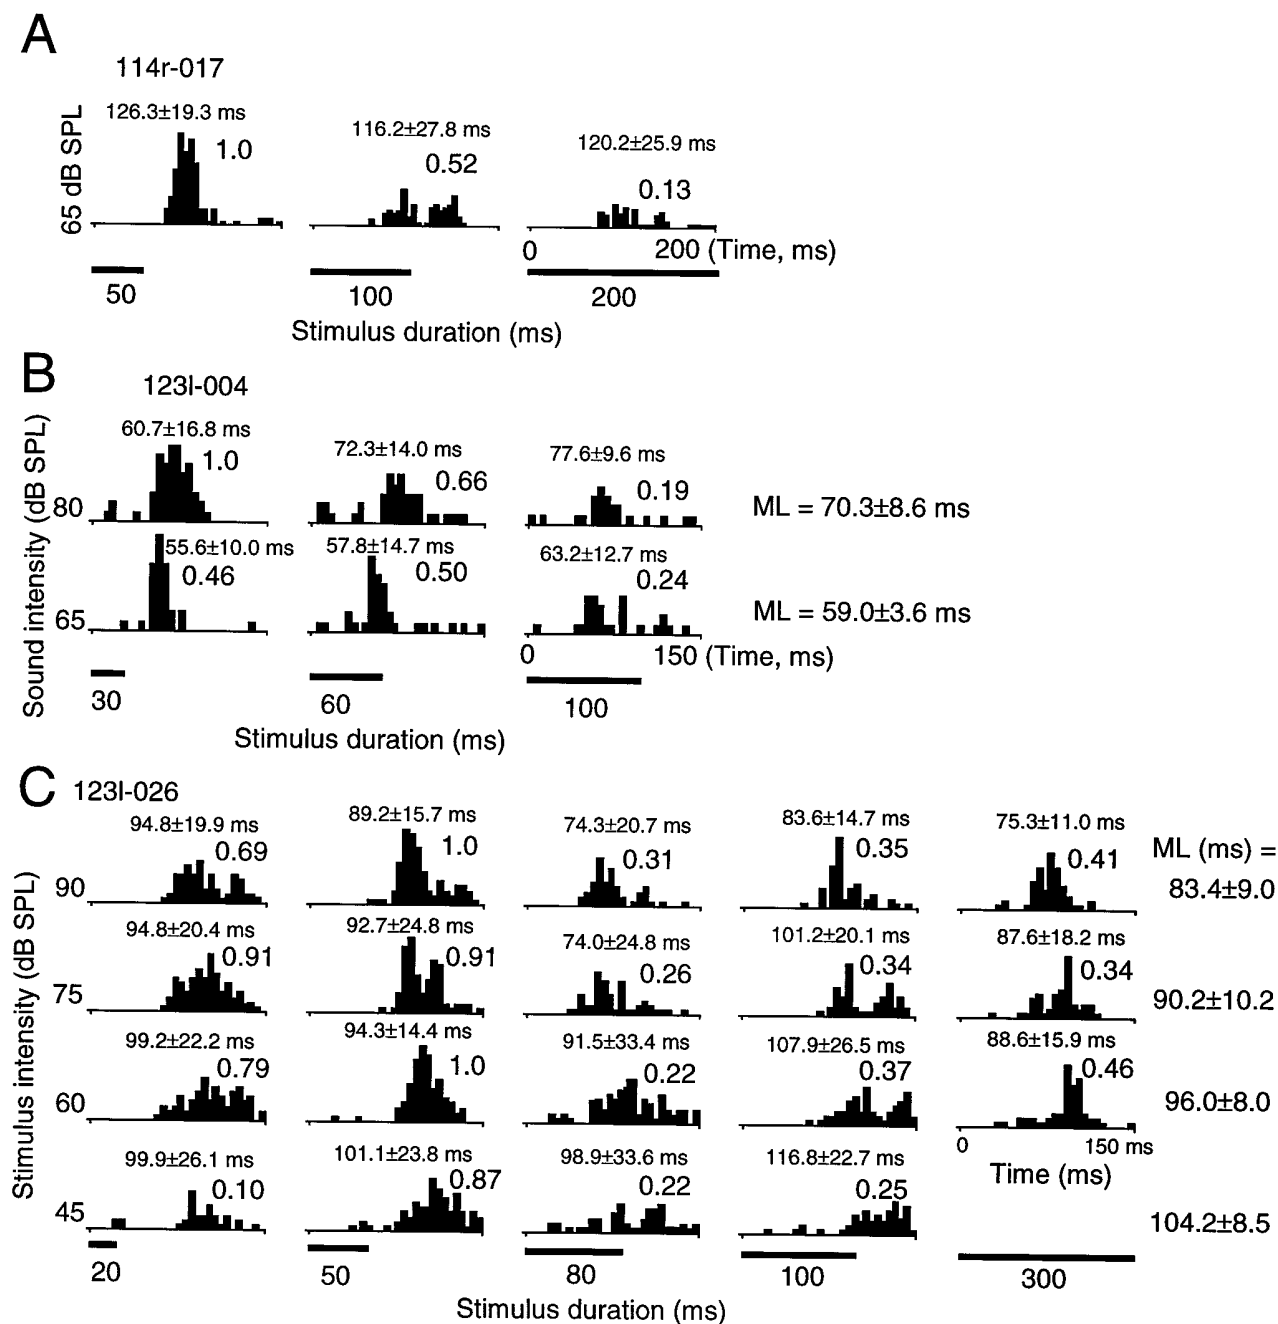 A
114r-017
65 dB SPL
126.3±19.3 ms
1.0
116.2±27.8 ms
0.52
120.2±25.9 ms
0.13
0 200 (Time, ms)
50 100 200
Stimulus duration (ms)
B
123l-004
Sound intensity (dB SPL)
80
60.7±16.8 ms
1.0
72.3±14.0 ms
0.66
77.6±9.6 ms
0.19
ML = 70.3±8.6 ms
65
55.6±10.0 ms
0.46
57.8±14.7 ms
0.50
63.2±12.7 ms
0.24
ML = 59.0±3.6 ms
0 150 (Time, ms)
30 60 100
Stimulus duration (ms)
C
123l-026
Stimulus intensity (dB SPL)
ML (ms) =
90
94.8±19.9 ms
0.69
89.2±15.7 ms
1.0
74.3±20.7 ms
0.31
83.6±14.7 ms
0.35
75.3±11.0 ms
0.41
83.4±9.0
75
94.8±20.4 ms
0.91
92.7±24.8 ms
0.91
74.0±24.8 ms
0.26
101.2±20.1 ms
0.34
87.6±18.2 ms
0.34
90.2±10.2
60
99.2±22.2 ms
0.79
94.3±14.4 ms
1.0
91.5±33.4 ms
0.22
107.9±26.5 ms
0.37
88.6±15.9 ms
0.46
96.0±8.0
0 150 ms
Time (ms)
45
99.9±26.1 ms
0.10
101.1±23.8 ms
0.87
98.9±33.6 ms
0.22
116.8±22.7 ms
0.25
104.2±8.5
20 50 80 100 300
Stimulus duration (ms)